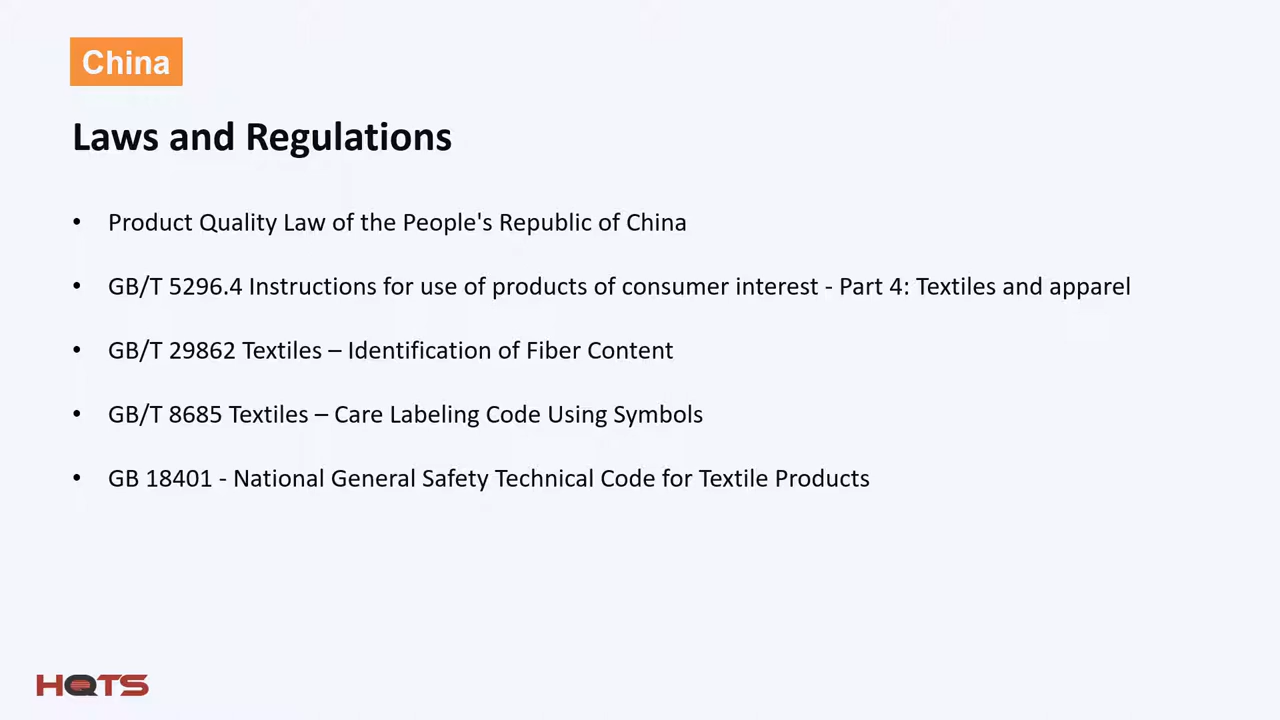 China
Laws and Regulations
• Product Quality Law of the People's Republic of China
• GB/T 5296.4 Instructions for use of products of consumer interest - Part 4: Textiles and apparel
• GB/T 29862 Textiles – Identification of Fiber Content
• GB/T 8685 Textiles – Care Labeling Code Using Symbols
• GB 18401 - National General Safety Technical Code for Textile Products
HQTS